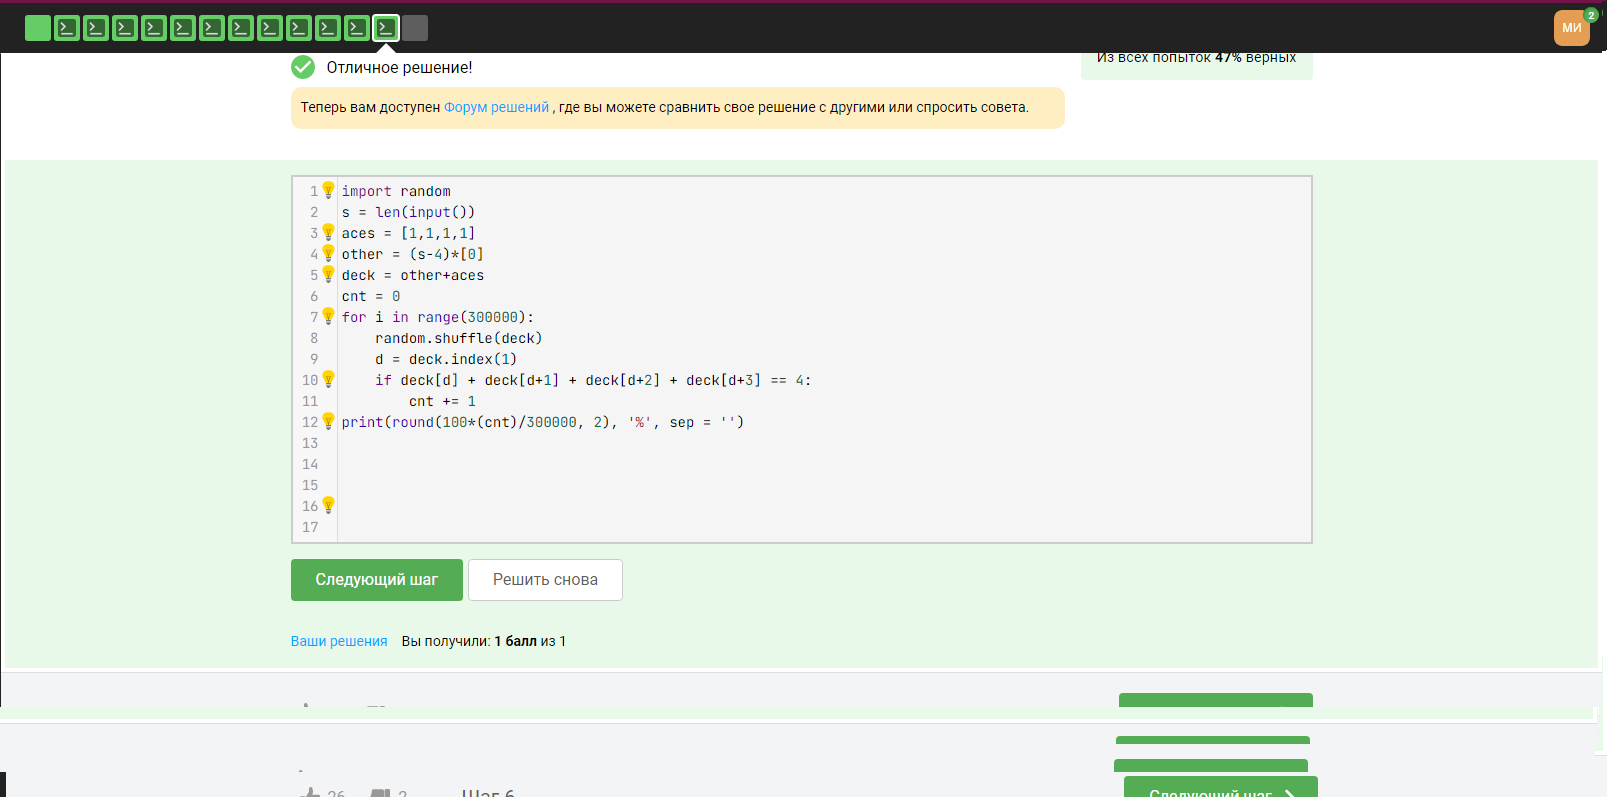 МИ
2
Отличное решение!
Из всех попыток 47% верных
Теперь вам доступен Форум решений , где вы можете сравнить свое решение с другими или спросить совета.
1 import random
2 s = len(input())
3 aces = [1,1,1,1]
4 other = (s-4)*[0]
5 deck = other+aces
6 cnt = 0
7 for i in range(300000):
8     random.shuffle(deck)
9     d = deck.index(1)
10     if deck[d] + deck[d+1] + deck[d+2] + deck[d+3] == 4:
11         cnt += 1
12 print(round(100*(cnt)/300000, 2), '%', sep = '')
13
14
15
16
17
Следующий шаг Решить снова
Ваши решения Вы получили: 1 балл из 1
26 2 Шаг 6 Следующий шаг